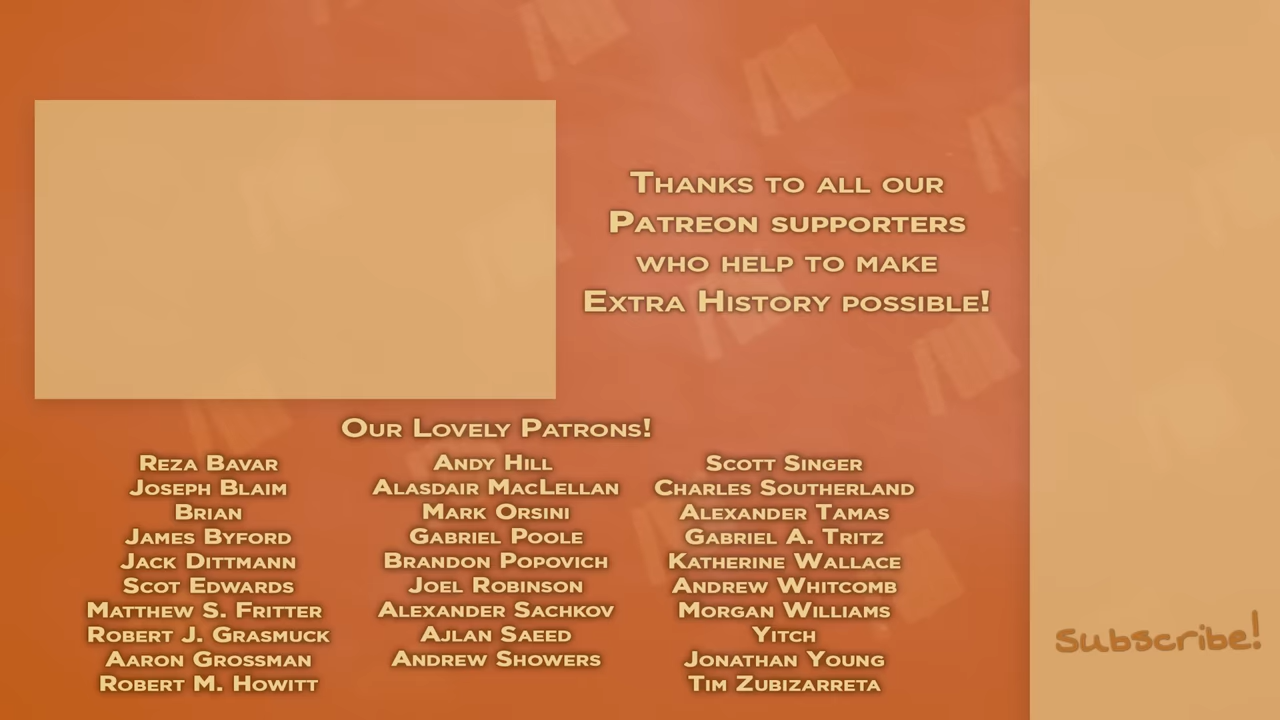 Thanks to all our
Patreon supporters
who help to make
Extra History possible!
Our Lovely Patrons!
Reza Bavar
Joseph Blaim
Brian
James Byford
Jack Dittmann
Scot Edwards
Matthew S. Fritter
Robert J. Grasmuck
Aaron Grossman
Robert M. Howitt
Andy Hill
Alasdair MacLellan
Mark Orsini
Gabriel Poole
Brandon Popovich
Joel Robinson
Alexander Sachkov
Ajlan Saeed
Andrew Showers
Scott Singer
Charles Southerland
Alexander Tamas
Gabriel A. Tritz
Katherine Wallace
Andrew Whitcomb
Morgan Williams
Yitch
Jonathan Young
Tim Zubizarreta
Subscribe!